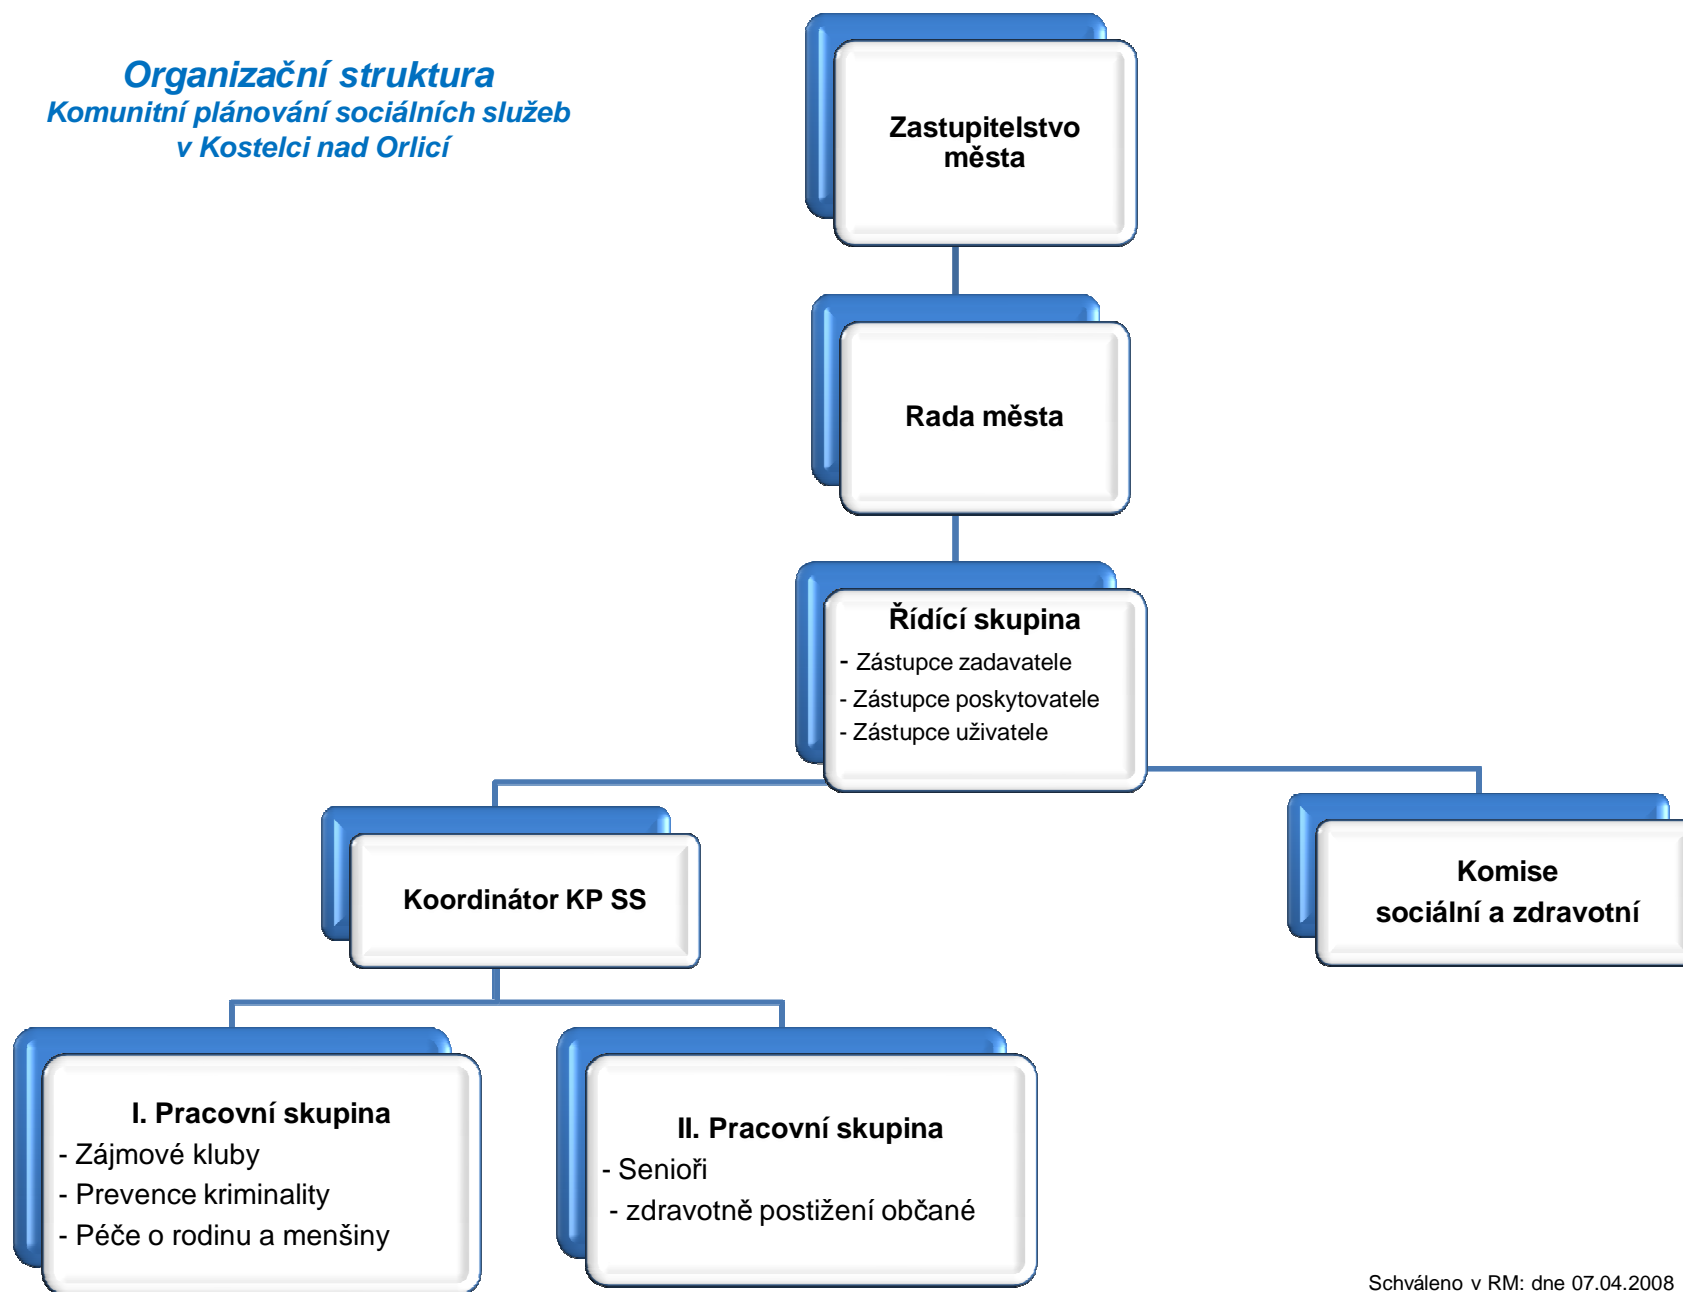 Organizační struktura
Komunitní plánování sociálních služeb
v Kostelci nad Orlicí
Zastupitelstvo
města
Rada města
Řídící skupina
- Zástupce zadavatele
- Zástupce poskytovatele
- Zástupce uživatele
Koordinátor KP SS
Komise
sociální a zdravotní
I. Pracovní skupina
- Zájmové kluby
- Prevence kriminality
- Péče o rodinu a menšiny
II. Pracovní skupina
- Senioři
- zdravotně postižení občané
Schváleno v RM: dne 07.04.2008